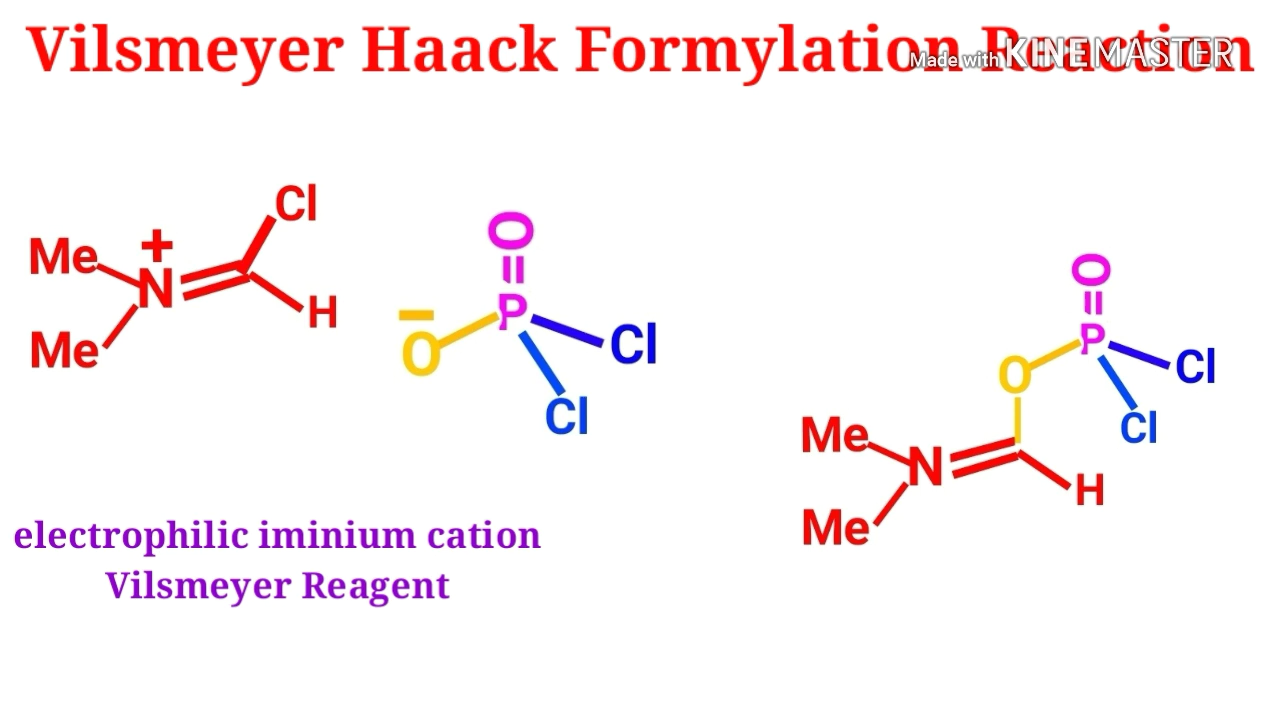 Vilsmeyer Haack Formylation Reaction
Made with KINEMASTER
Cl
Me
+
N
H
Me
O
P
−
O
Cl
Cl
O
P
O
Cl
Cl
Me
N
H
Me
electrophilic iminium cation
Vilsmeyer Reagent